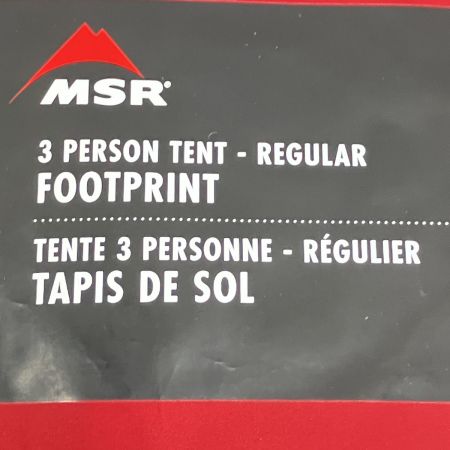 MSR®
3 PERSON TENT - REGULAR
FOOTPRINT
TENTE 3 PERSONNE - RÉGULIER
TAPIS DE SOL